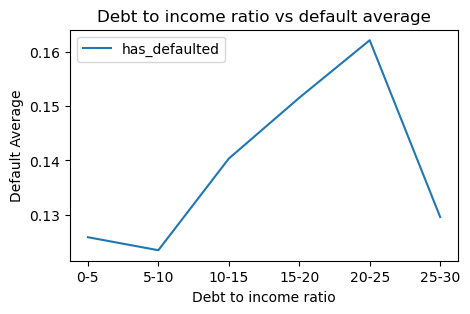 Debt to income ratio vs default average
has_defaulted
Default Average
0.16
0.15
0.14
0.13
0-5 5-10 10-15 15-20 20-25 25-30
Debt to income ratio